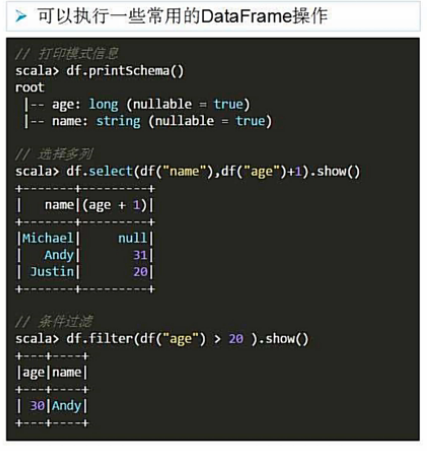 ➢ 可以执行一些常用的DataFrame操作
// 打印模式信息
scala> df.printSchema()
root
 |-- age: long (nullable = true)
 |-- name: string (nullable = true)
// 选择多列
scala> df.select(df("name"),df("age")+1).show()
+-------+---------+
|   name|(age + 1)|
+-------+---------+
|Michael|     null|
|   Andy|       31|
| Justin|       20|
+-------+---------+
// 条件过滤
scala> df.filter(df("age") > 20 ).show()
+---+----+
|age|name|
+---+----+
| 30|Andy|
+---+----+